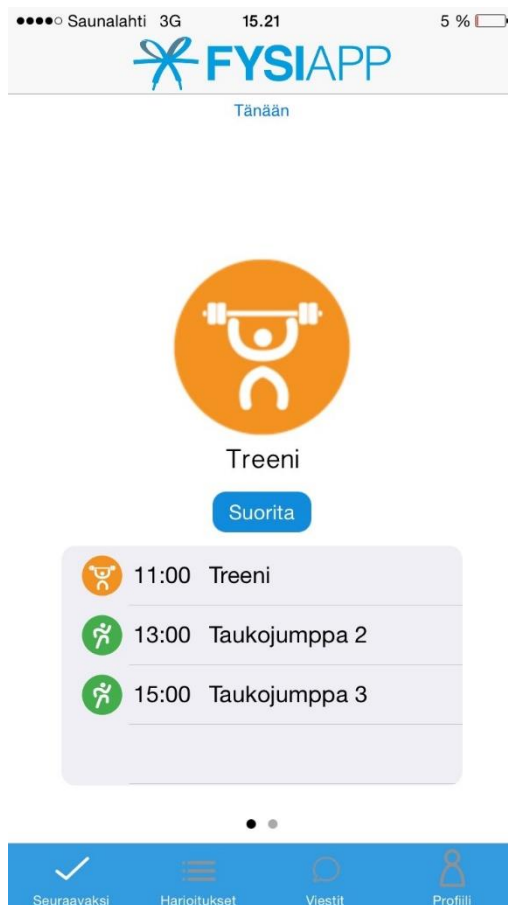 Saunalahti 3G 15.21 5 %
FYSIAPP
Tänään
Treeni
Suorita
11:00 Treeni
13:00 Taukojumppa 2
15:00 Taukojumppa 3
Seuraavaksi Harjoitukset Viestit Profiili